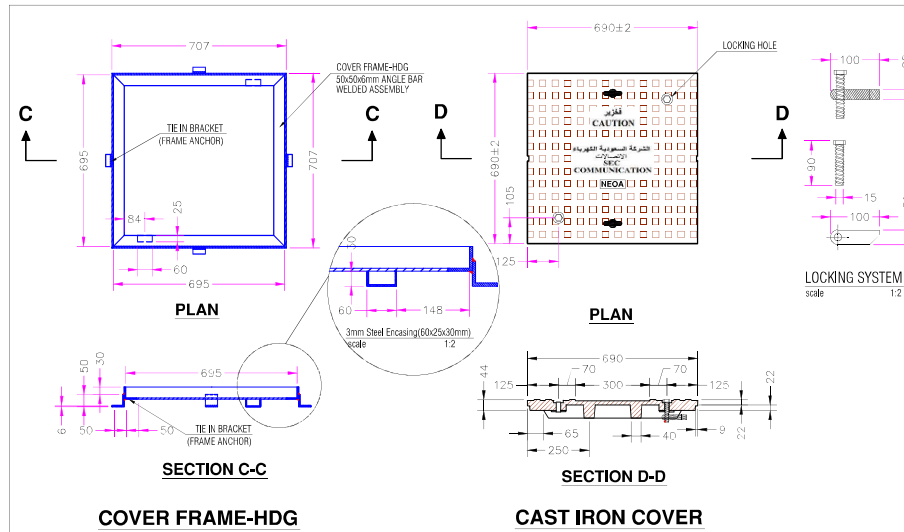 707
COVER FRAME-HDG
50x50x6mm ANGLE BAR
WELDED ASSEMBLY
C
C
TIE IN BRACKET
(FRAME ANCHOR)
695
707
84
25
60
695
PLAN
690±2
LOCKING HOLE
D
D
690±2
قفزير
CAUTION
الشركة السعودية الكهرباء
الاتصالات
SEC
COMMUNICATION
NEOA
105
125
PLAN
30
60
148
3mm Steel Encasing(60x25x30mm)
scale 1:2
100
90
15
100
LOCKING SYSTEM
scale 1:2
695
50
30
6
50
50
TIE IN BRACKET
(FRAME ANCHOR)
SECTION C-C
COVER FRAME-HDG
690
44
125
70
300
70
125
22
65
40
22
9
250
SECTION D-D
CAST IRON COVER